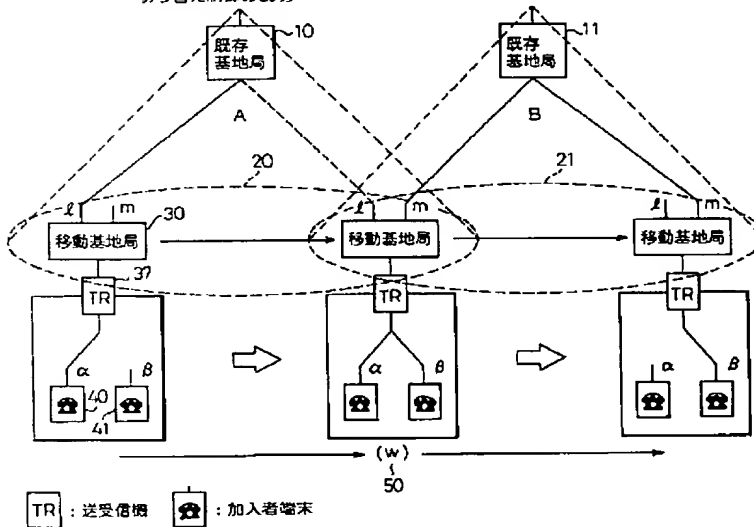 10
11
既存
基地局
既存
基地局
A
B
20
21
l
m
30
l
m
l
m
移動基地局
移動基地局
移動基地局
37
TR
TR
TR
α
β
α
β
α
β
40
41
(W)
50
TR : 送受信機
: 加入者端末